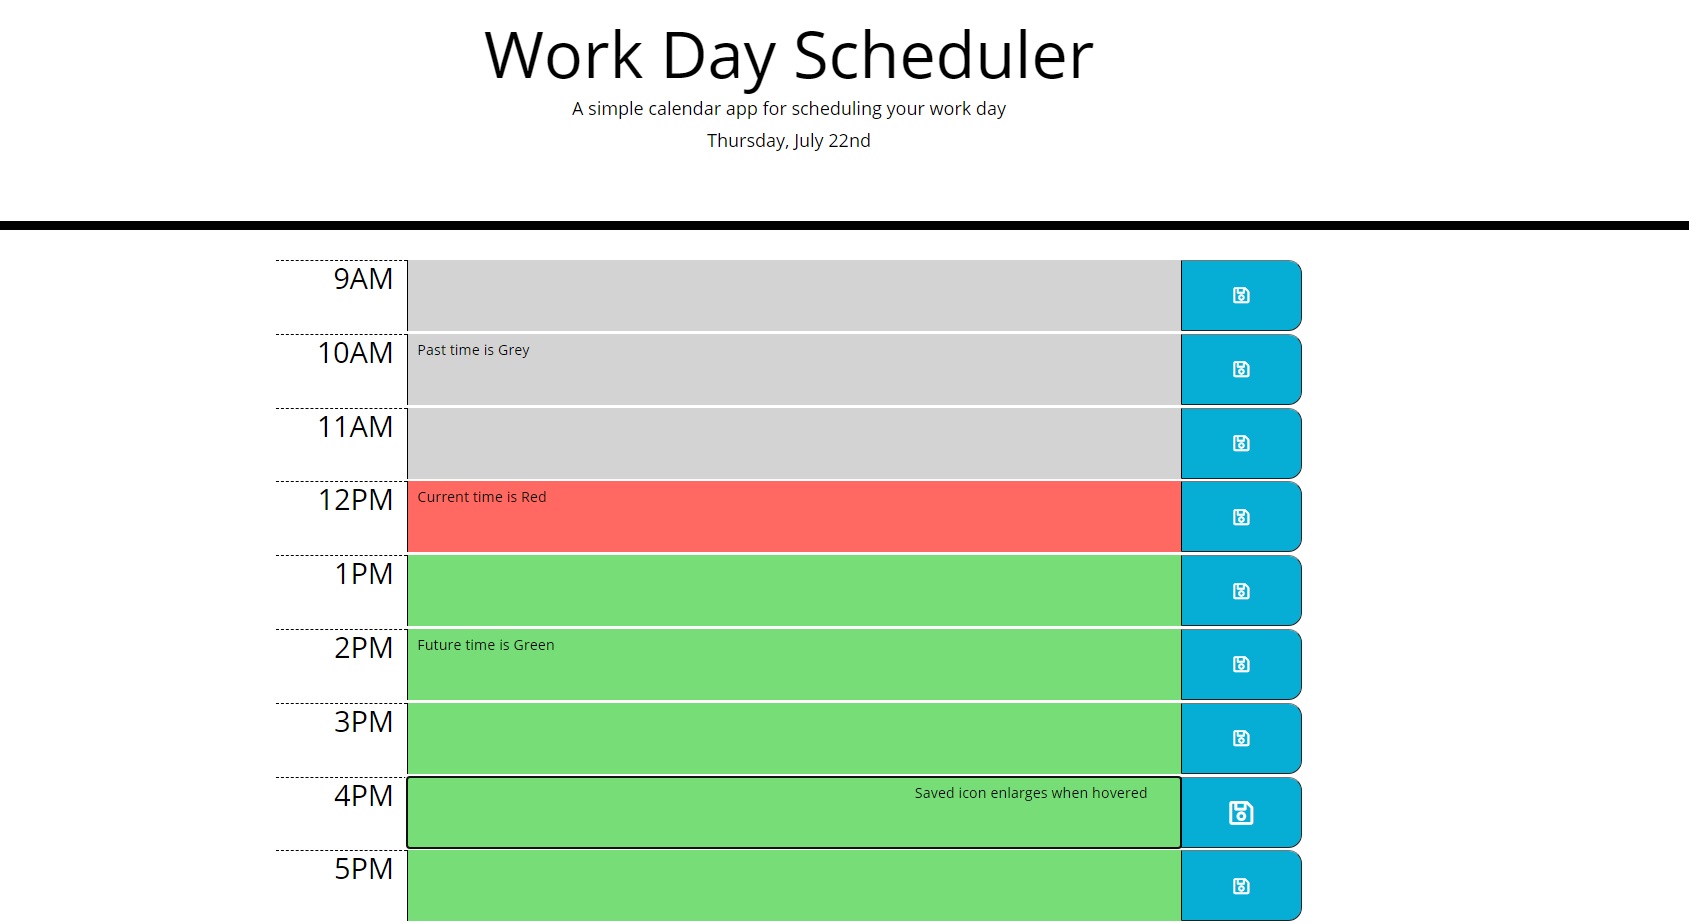 Work Day Scheduler
A simple calendar app for scheduling your work day
Thursday, July 22nd
9AM
10AM Past time is Grey
11AM
12PM Current time is Red
1PM
2PM Future time is Green
3PM
4PM Saved icon enlarges when hovered
5PM